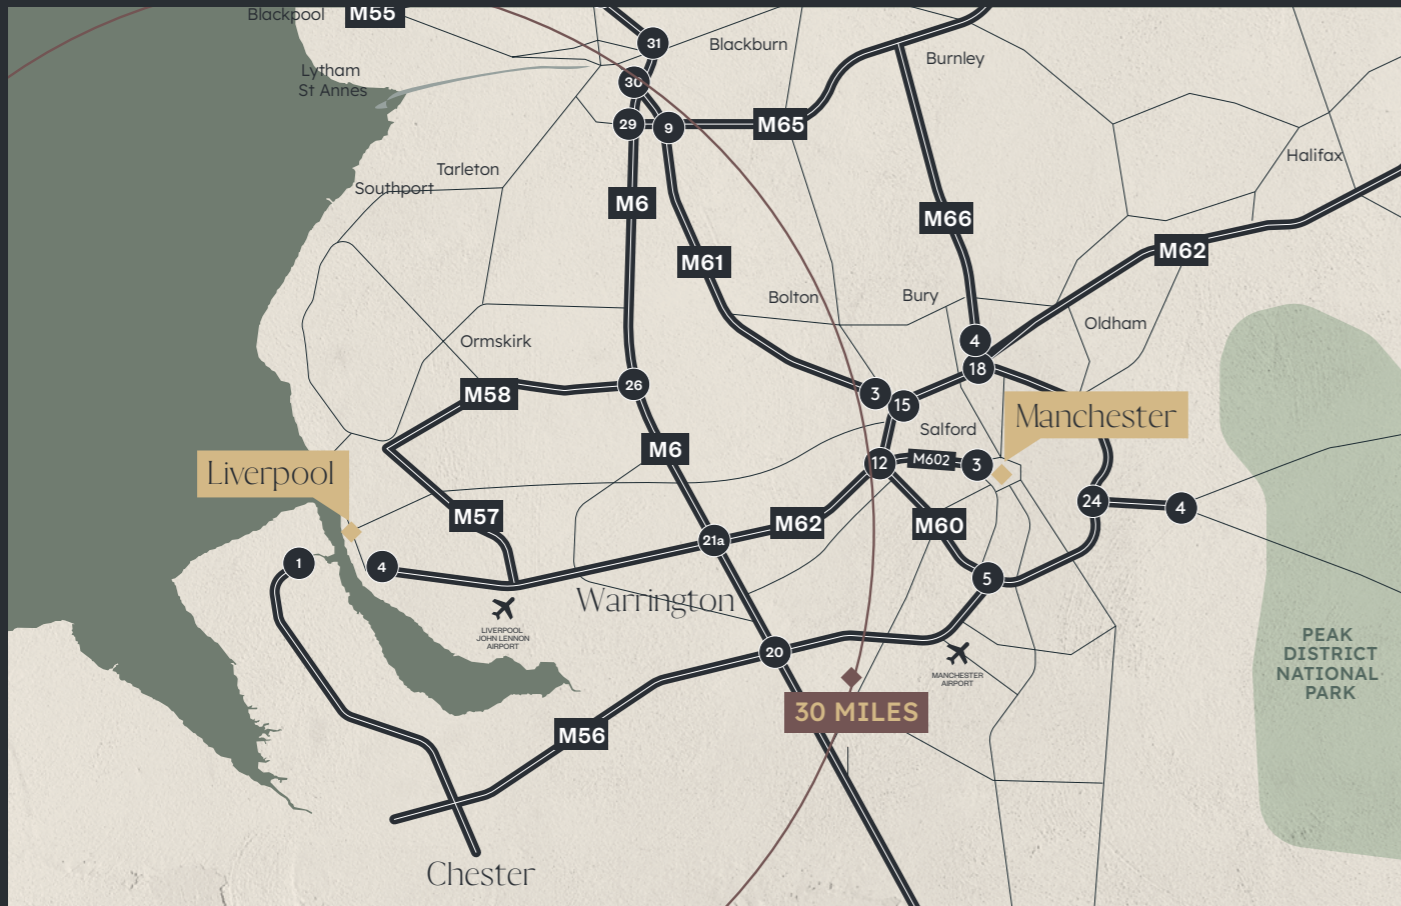 Blackpool
M55
31
Blackburn
Burnley
Lytham
St Annes
30
29
9
M65
Halifax
Tarleton
Southport
M6
M66
M61
M62
Bolton
Bury
Oldham
Ormskirk
4
18
M58
26
3
15
Manchester
Salford
M6
Liverpool
12
M602
3
M57
M62
M60
24
4
21a
1
4
5
Warrington
LIVERPOOL
JOHN LENNON
AIRPORT
20
MANCHESTER
AIRPORT
PEAK
DISTRICT
NATIONAL
PARK
30 MILES
M56
Chester